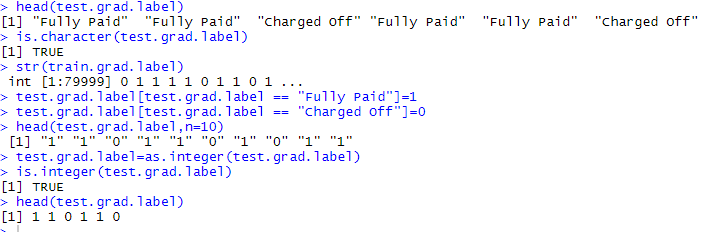 > head(test.grad.label)
[1] "Fully Paid"  "Fully Paid"  "Charged Off" "Fully Paid"  "Fully Paid"  "Charged Off"
> is.character(test.grad.label)
[1] TRUE
> str(train.grad.label)
 int [1:79999] 0 1 1 1 1 0 1 1 0 1 ...
> test.grad.label[test.grad.label == "Fully Paid"]=1
> test.grad.label[test.grad.label == "Charged Off"]=0
> head(test.grad.label,n=10)
 [1] "1" "1" "0" "1" "1" "0" "1" "0" "1" "1"
> test.grad.label=as.integer(test.grad.label)
> is.integer(test.grad.label)
[1] TRUE
> head(test.grad.label)
[1] 1 1 0 1 1 0
>